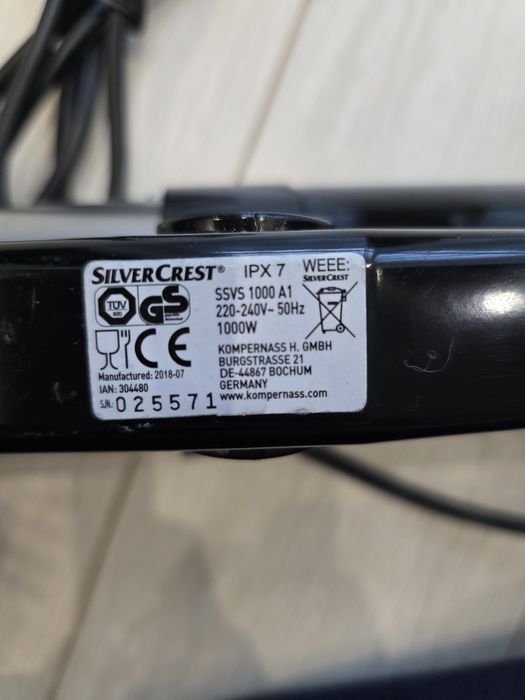 SILVERCREST® IPX 7 WEEE:
SILVERCREST
TÜV
GS
SSVS 1000 A1
220-240V~ 50Hz
1000W
CE
KOMPERNASS H. GMBH
BURGSTRASSE 21
DE-44867 BOCHUM
GERMANY
www.kompernass.com
Manufactured: 2018-07
IAN: 304480
S/N: 025571